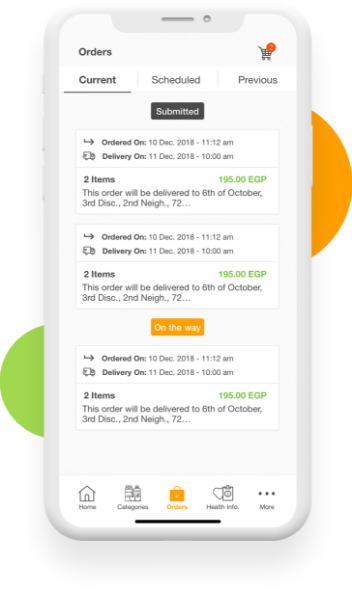 Orders
2
Current Scheduled Previous
Submitted
Ordered On: 10 Dec. 2018 - 11:12 am
Delivery On: 11 Dec. 2018 - 10:00 am
2 Items 195.00 EGP
This order will be delivered to 6th of October,
3rd Disc., 2nd Neigh., 72...
Ordered On: 10 Dec. 2018 - 11:12 am
Delivery On: 11 Dec. 2018 - 10:00 am
2 Items 195.00 EGP
This order will be delivered to 6th of October,
3rd Disc., 2nd Neigh., 72...
On the way
Ordered On: 10 Dec. 2018 - 11:12 am
Delivery On: 11 Dec. 2018 - 10:00 am
2 Items 195.00 EGP
This order will be delivered to 6th of October,
3rd Disc., 2nd Neigh., 72...
Home Categories Orders Health Info. More